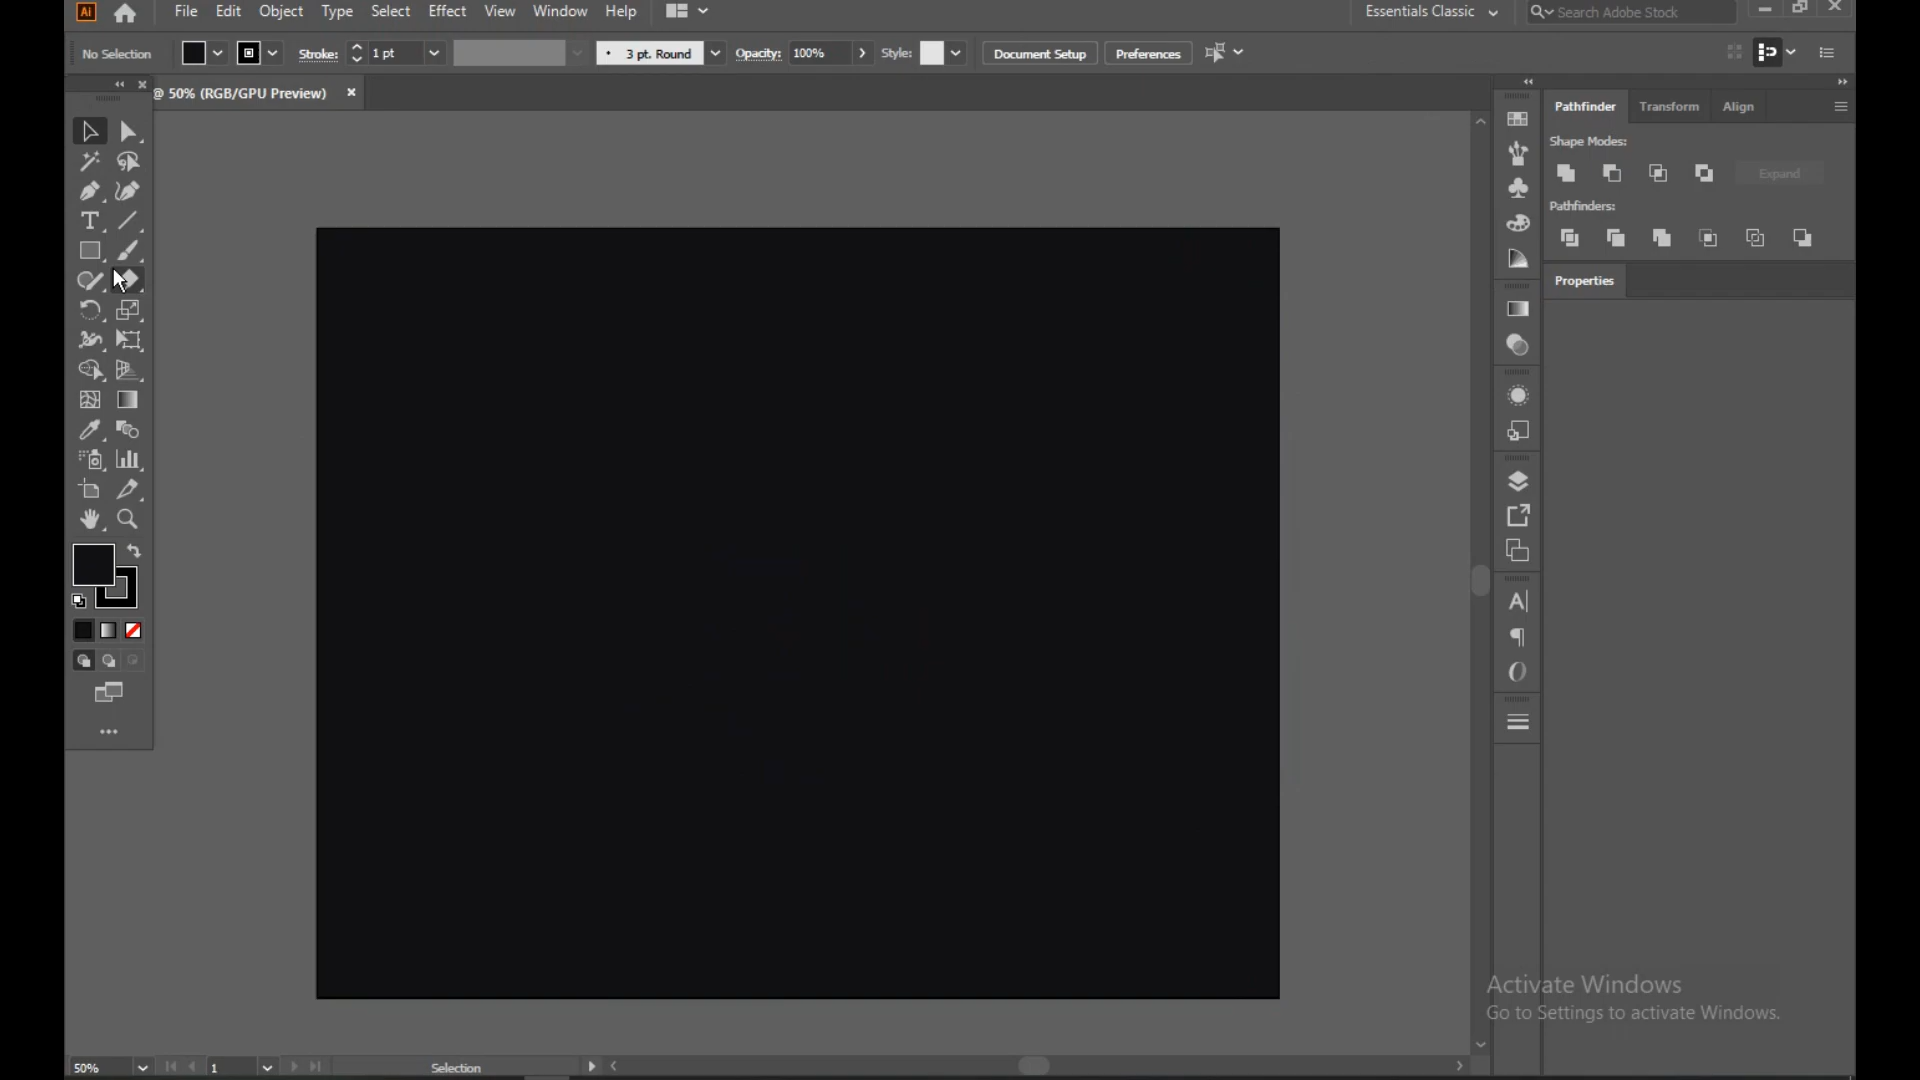 Ai File Edit Object Type Select Effect View Window Help Essentials Classic Search Adobe Stock
No Selection Stroke: 1 pt 3 pt. Round Opacity: 100% Style: Document Setup Preferences
@ 50% (RGB/GPU Preview) ×
Pathfinder Transform Align
Shape Modes:
Expand
Pathfinders:
Properties
Activate Windows
Go to Settings to activate Windows.
50% 1 Selection